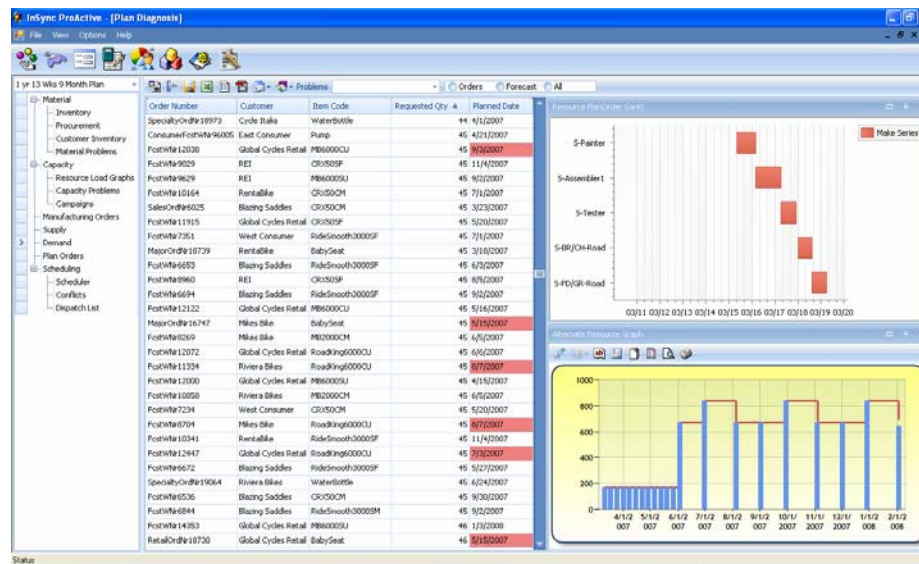 InSync ProActive - [Plan Diagnosis]
File View Options Help
1 yr 13 Wks 9 Month Plan
Problems
Orders Forecast All
Material
Inventory
Procurement
Customer Inventory
Material Problems
Capacity
Resource Load Graphs
Capacity Problems
Campaigns
Manufacturing Orders
Supply
Demand
Plan Orders
Scheduling
Scheduler
Conflicts
Dispatch List
Order Number Customer Item Code Requested Qty Planned Date
SpecialtyOrdNr18973 Cycle Italia WaterBottle 44 4/1/2007
ConsumerFcstWNr96005 East Consumer Pump 45 4/21/2007
FcstWNr12038 Global Cycles Retail MB6000CU 45 9/3/2007
FcstWNr9829 REI CRX50SF 45 11/4/2007
FcstWNr9629 REI MB6000CU 45 9/2/2007
FcstWNr10164 RentaBike CRX50CM 45 7/1/2007
SalesOrdNr6025 Blazing Saddles CRX50CM 45 3/23/2007
FcstWNr11915 Global Cycles Retail CRX50SF 45 5/20/2007
FcstWNr7351 West Consumer RideSmooth3000SF 45 7/1/2007
MajorOrdNr18739 RentaBike BabySeat 45 3/18/2007
FcstWNr6653 Blazing Saddles RideSmooth3000SF 45 6/3/2007
FcstWNr8960 REI CRX50SF 45 8/5/2007
FcstWNr6694 Blazing Saddles RideSmooth3000SF 45 9/2/2007
FcstWNr12122 Global Cycles Retail MB6000CU 45 5/16/2007
MajorOrdNr16747 Mikes Bike BabySeat 45 5/15/2007
FcstWNr8269 Mikes Bike MB2000CM 45 6/5/2007
FcstWNr12072 Global Cycles Retail RoadKing6000CU 45 6/6/2007
FcstWNr11334 Riviera Bikes RoadKing6000CU 45 8/7/2007
FcstWNr12000 Global Cycles Retail MB6000SU 45 4/15/2007
FcstWNr10858 Riviera Bikes MB2000CM 45 6/5/2007
FcstWNr7234 West Consumer CRX50CM 45 5/20/2007
FcstWNr8704 Mikes Bike RoadKing6000CU 45 8/7/2007
FcstWNr10341 RentaBike RideSmooth3000SF 45 11/4/2007
FcstWNr12447 Global Cycles Retail RoadKing6000CU 45 7/3/2007
FcstWNr6672 Blazing Saddles RideSmooth3000SF 45 5/27/2007
SpecialtyOrdNr19064 Riviera Bikes WaterBottle 45 6/24/2007
FcstWNr6536 Blazing Saddles CRX50CM 45 9/30/2007
FcstWNr6844 Blazing Saddles RideSmooth3000SM 45 9/2/2007
FcstWNr14353 Global Cycles Retail MB6000SU 46 1/3/2008
RetailOrdNr18730 Global Cycles Retail BabySeat 46 5/15/2007
Resource PlanOrder Gantt
Make Series
S-Painter
S-Assembler1
S-Tester
S-BR/CH-Road
S-PD/GR-Road
03/11 03/12 03/13 03/14 03/15 03/16 03/17 03/18 03/19 03/20
Alternate Resource Graph
1000
800
600
400
200
0
4/1/2 5/1/2 6/1/2 7/1/2 8/1/2 9/1/2 10/1/ 11/1/ 12/1/ 1/1/2 2/1/2
007 007 007 007 007 007 2007 2007 2007 008 008
Status